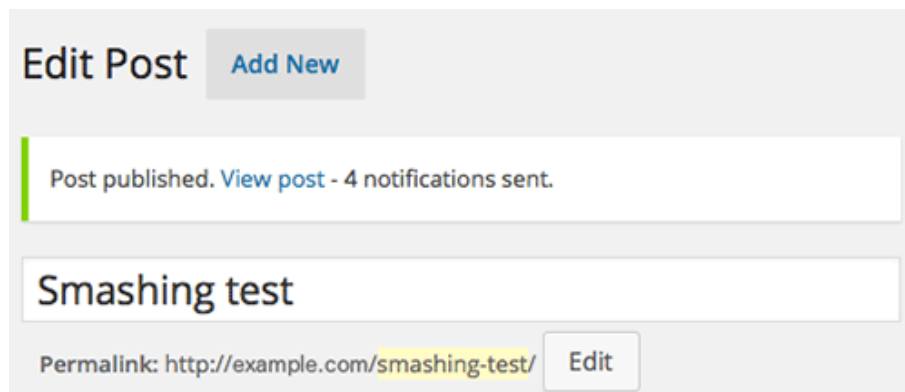 Edit Post Add New
Post published. View post - 4 notifications sent.
Smashing test
Permalink: http://example.com/smashing-test/ Edit